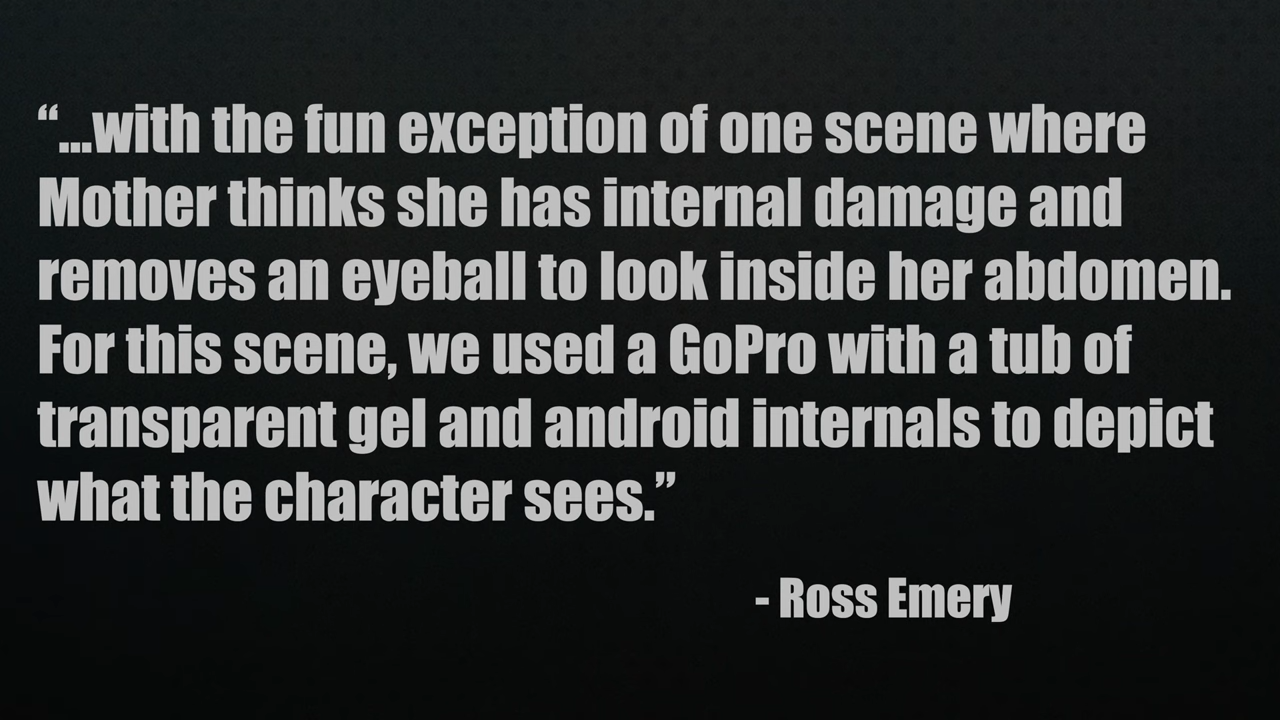 “...with the fun exception of one scene where
Mother thinks she has internal damage and
removes an eyeball to look inside her abdomen.
For this scene, we used a GoPro with a tub of
transparent gel and android internals to depict
what the character sees.”
- Ross Emery